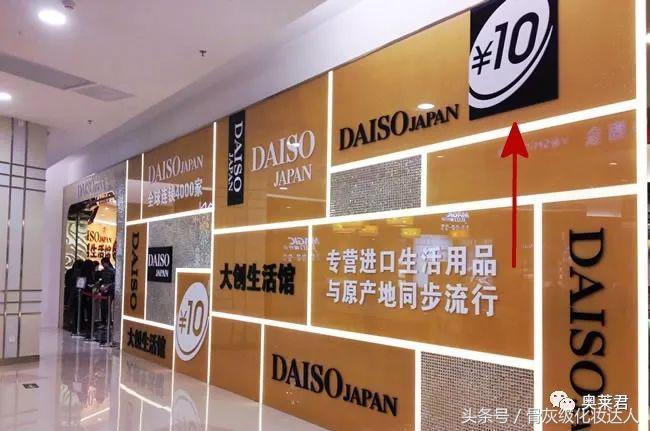 ¥10
DAISO JAPAN
DAISO
DAISO
JAPAN
DAISO JAPAN
全球连锁4000家
DAISO
JAPAN
大创生活馆
专营进口生活用品
与原产地同步流行
DAISO
DAISO
¥10
大创生活馆
DAISO JAPAN
生活馆
奥莱君
头条号 / 骨灰级化妆达人